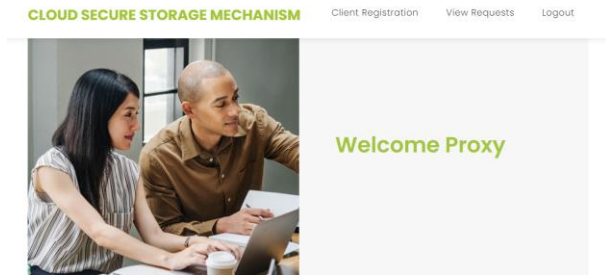 CLOUD SECURE STORAGE MECHANISM
Client Registration View Requests Logout
Welcome Proxy